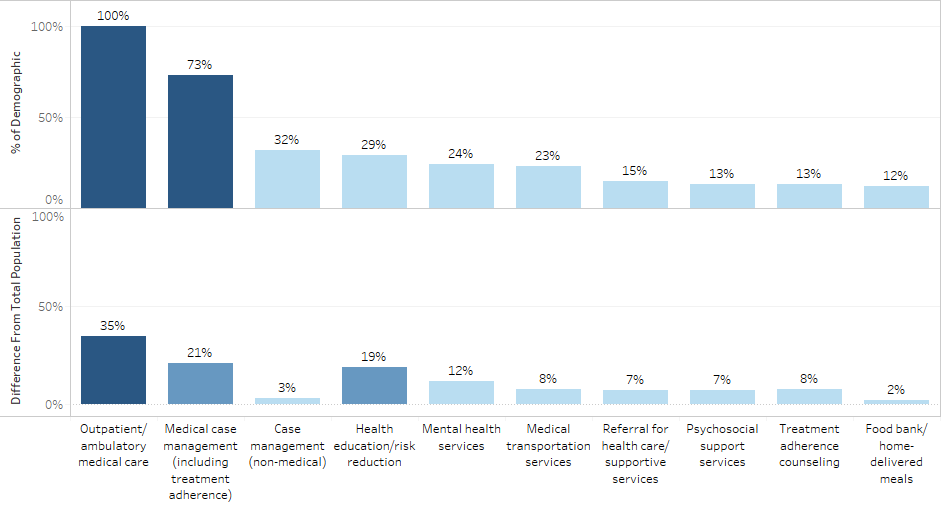 % of Demographic
100%
50%
0%
100%
73%
32%
29%
24%
23%
15%
13%
13%
12%
Difference From Total Population
100%
50%
0%
35%
21%
3%
19%
12%
8%
7%
7%
8%
2%
Outpatient/
ambulatory
medical care
Medical case
management
(including
treatment
adherence)
Case
management
(non-medical)
Health
education/risk
reduction
Mental health
services
Medical
transportation
services
Referral for
health care/
supportive
services
Psychosocial
support
services
Treatment
adherence
counseling
Food bank/
home-
delivered
meals